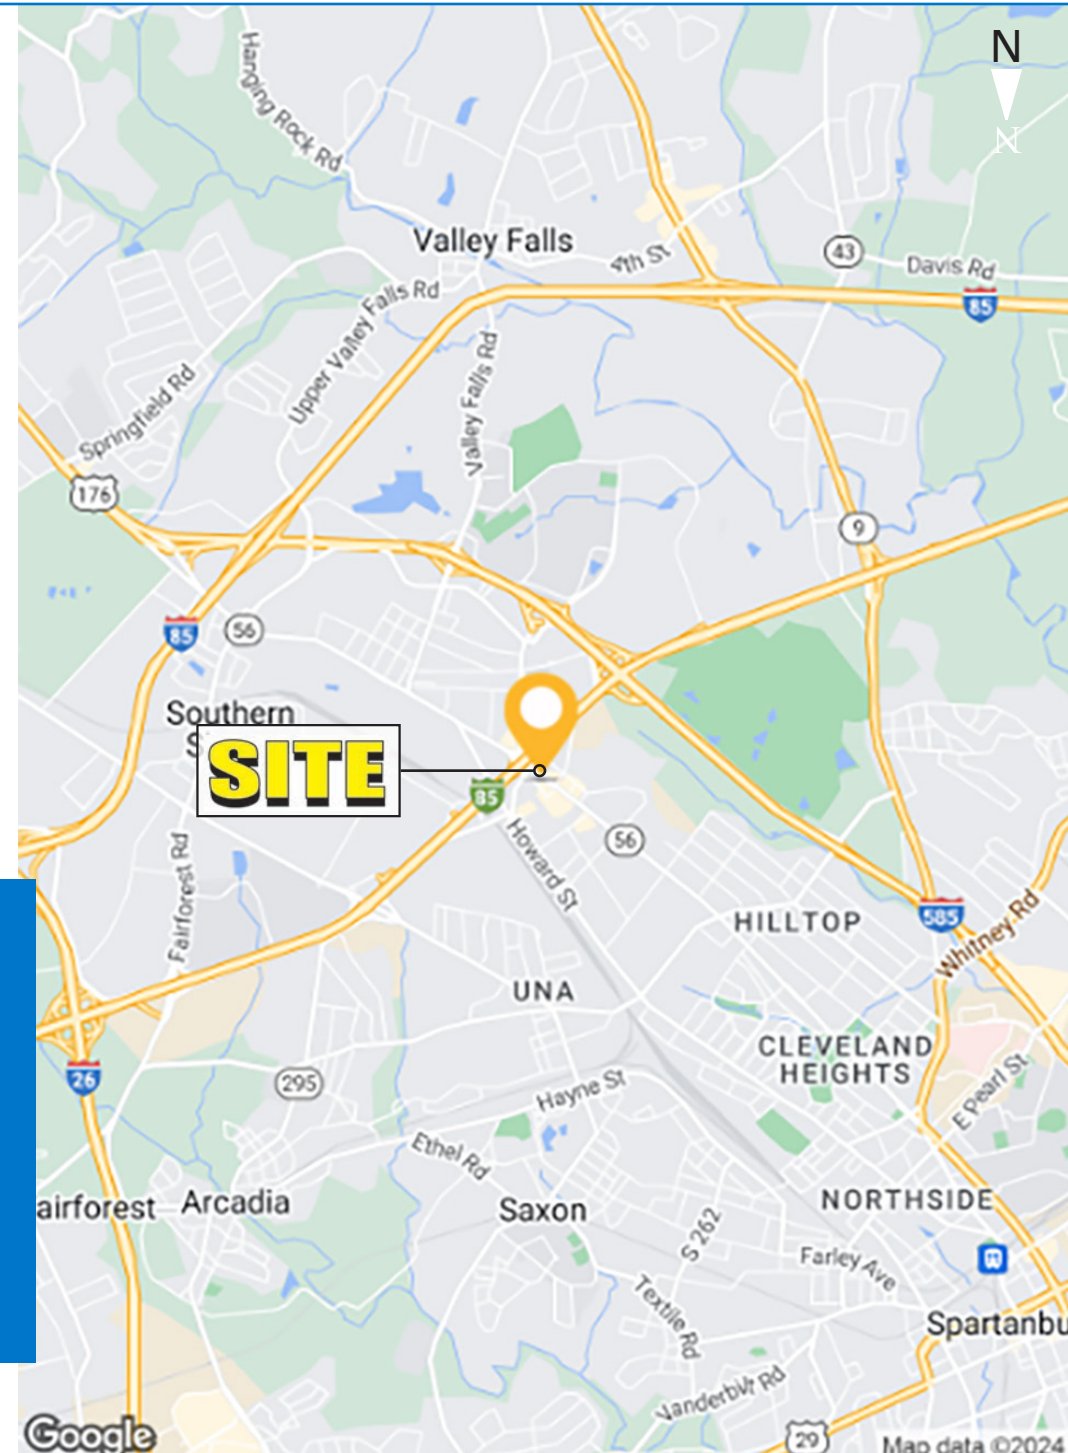 N
N
Hanging Rock Rd
Valley Falls
4th St
43
Davis Rd
85
Upper Valley Falls Rd
Valley Falls Rd
Springfield Rd
176
9
85
56
Southern
S
SITE
85
56
Howard St
Fairforest Rd
HILLTOP
585
Whitney Rd
UNA
CLEVELAND
HEIGHTS
26
295
Hayne St
E Pearl St
Ethel Rd
airforest
Arcadia
Saxon
NORTHSIDE
S 262
Farley Ave
Textile Rd
Spartanbu
Vanderbilt Rd
29
Google
Map data ©2024